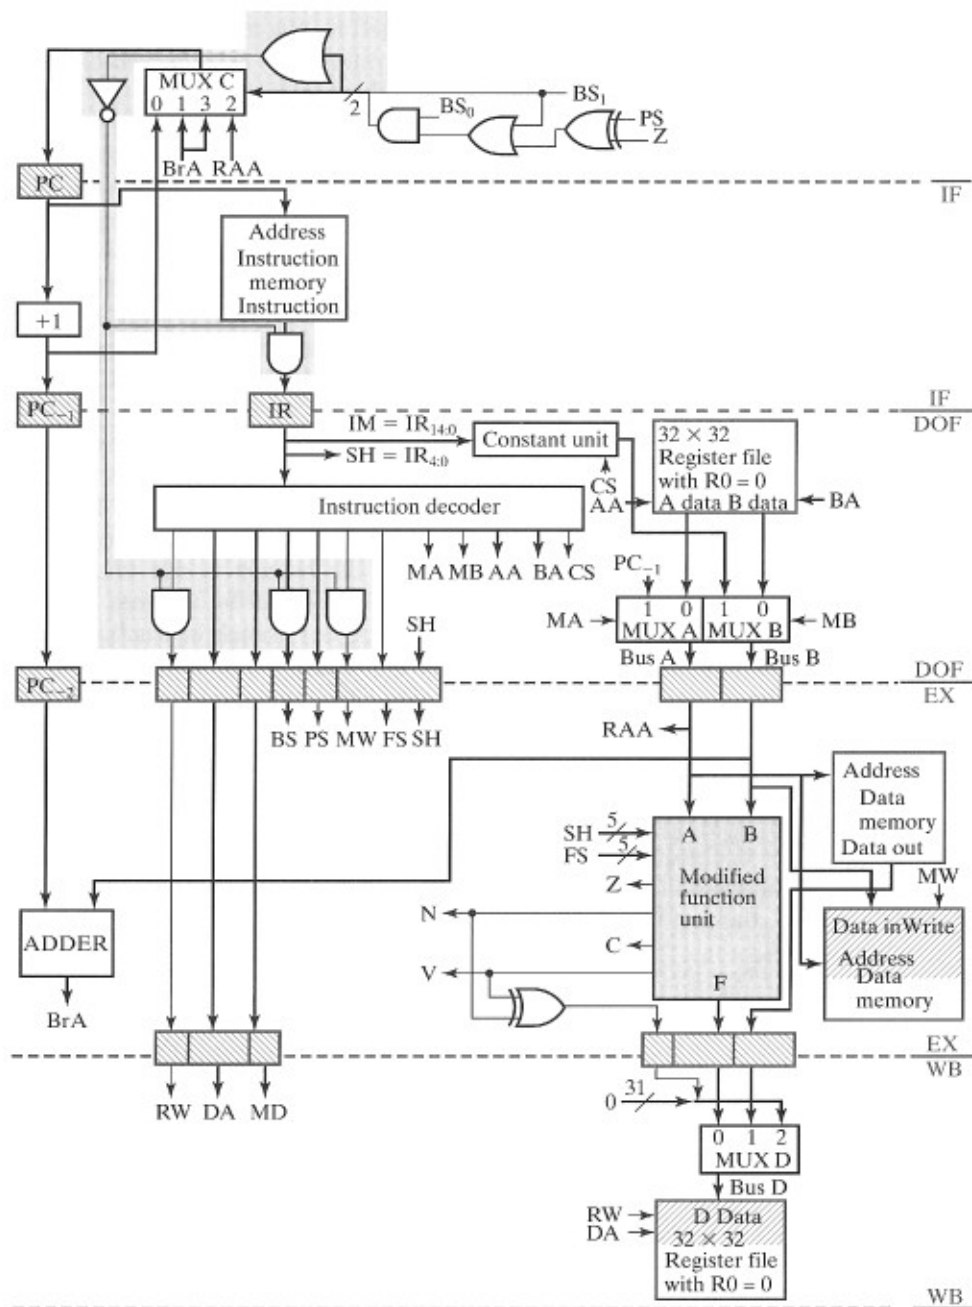 MUX C
0 1 3 2
BrA RAA
2
BS₀
BS₁
PS
Z
PC
IF
Address
Instruction
memory
Instruction
+1
PC₋₁
IR
IF
DOF
IM = IR₁₄:₀
SH = IR₄:₀
Constant unit
CS
32 × 32
Register file
with R0 = 0
A data B data
AA
BA
Instruction decoder
MA MB AA BA CS
PC₋₁
1 0 1 0
MUX A MUX B
MA
MB
SH
Bus A
Bus B
PC₋₂
DOF
EX
BS PS MW FS SH
RAA
Address
Data
memory
Data out
SH 5
FS 5
A B
Modified
function
unit
F
Z
N
C
V
MW
Data in Write
Address
Data
memory
ADDER
BrA
EX
WB
RW DA MD
0 31
0 1 2
MUX D
Bus D
RW
DA
D Data
32 × 32
Register file
with R0 = 0
WB